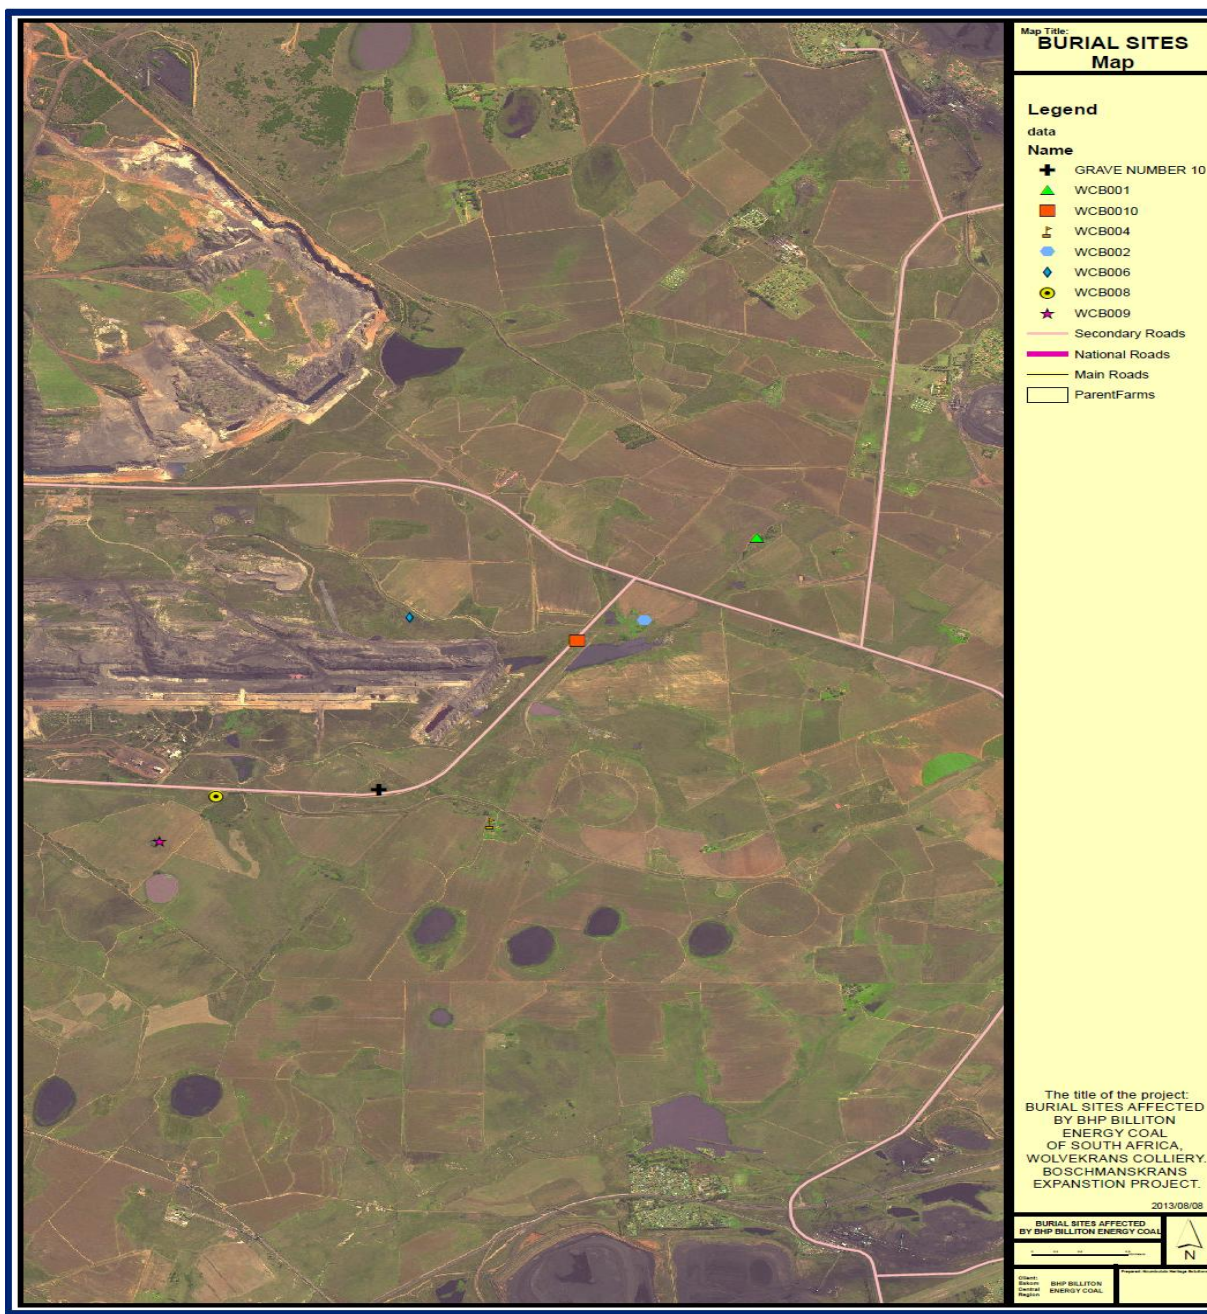 Map Title:
BURIAL SITES
Map
Legend
data
Name
GRAVE NUMBER 10
WCB001
WCB0010
WCB004
WCB002
WCB006
WCB008
WCB009
Secondary Roads
National Roads
Main Roads
ParentFarms
The title of the project:
BURIAL SITES AFFECTED
BY BHP BILLITON
ENERGY COAL
OF SOUTH AFRICA,
WOLVEKRANS COLLIERY.
BOSCHMANSKRANS
EXPANSTION PROJECT.
2013/08/08
BURIAL SITES AFFECTED
BY BHP BILLITON ENERGY COAL
N
Client:
Eskom
Central
Region
BHP BILLITON
ENERGY COAL